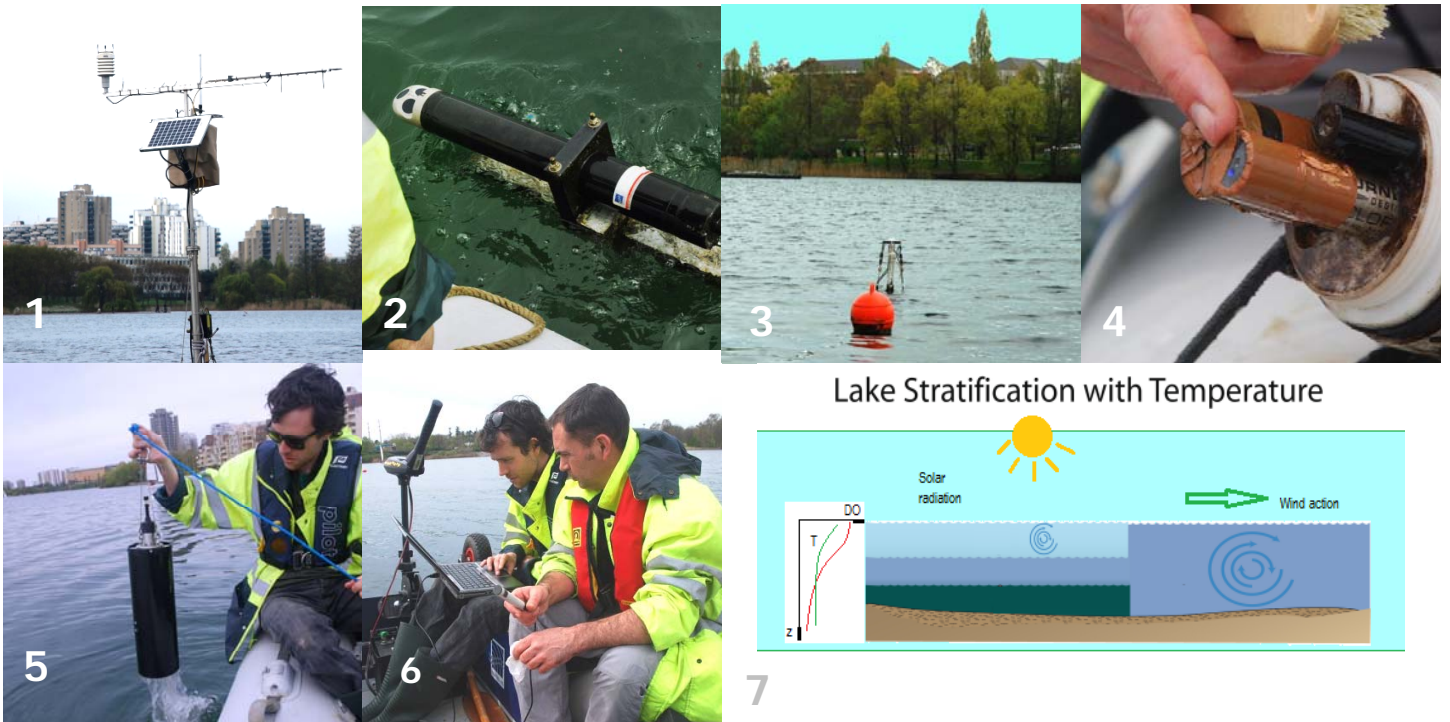 1
2
3
4
5
pilot
6
Lake Stratification with Temperature
Solar
radiation
Wind action
DO
T
z
7